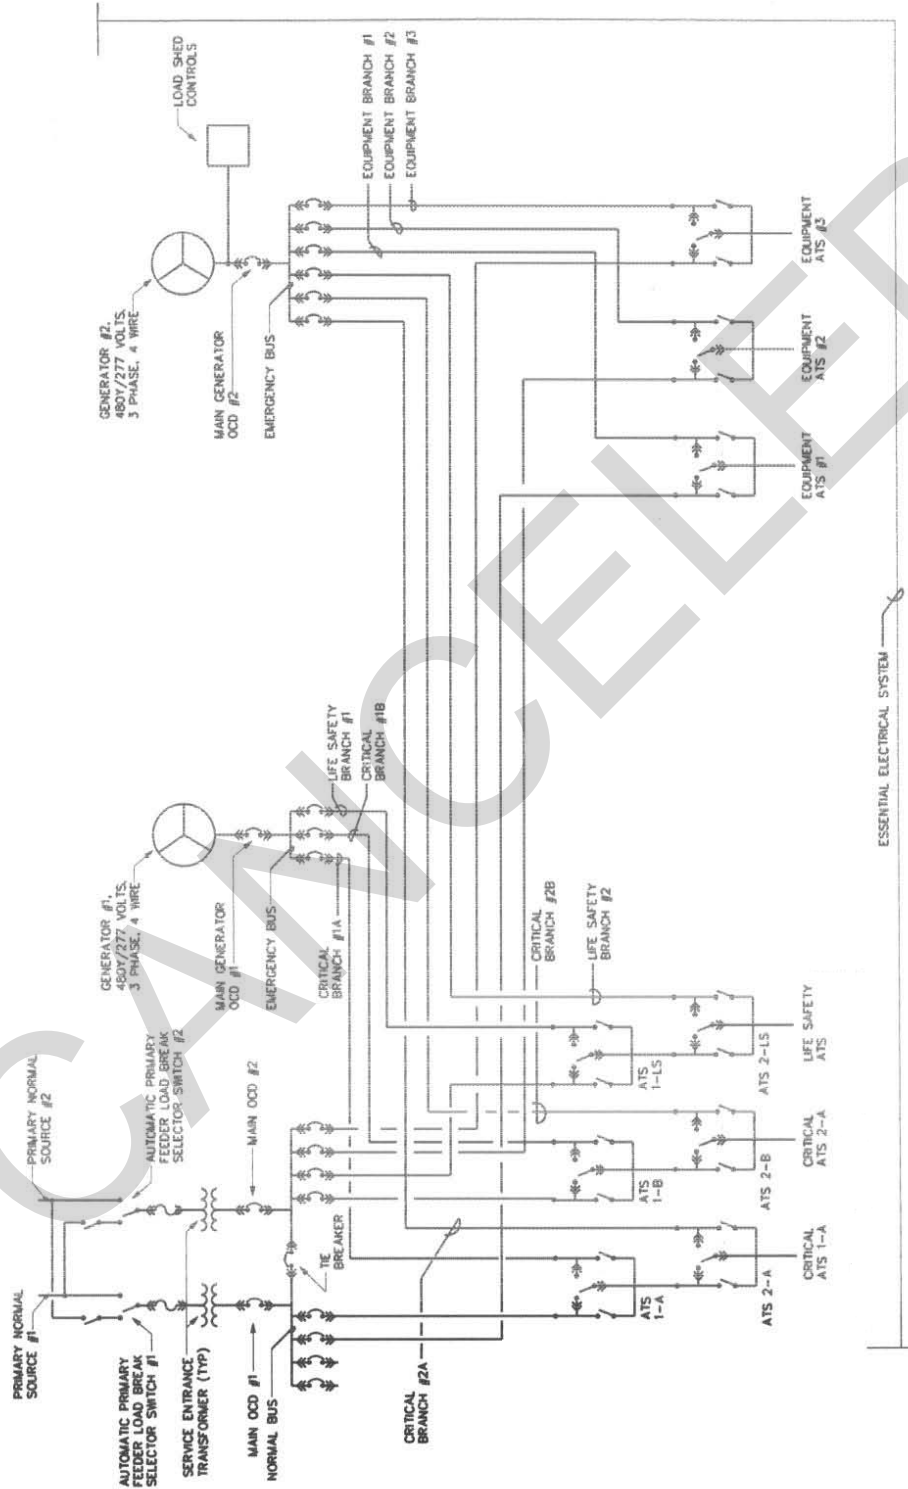 PRIMARY NORMAL
SOURCE #1
PRIMARY NORMAL
SOURCE #2
AUTOMATIC PRIMARY
FEEDER LOAD BREAK
SELECTOR SWITCH #1
AUTOMATIC PRIMARY
FEEDER LOAD BREAK
SELECTOR SWITCH #2
SERVICE ENTRANCE
TRANSFORMER (TYP)
MAIN OCD #1
NORMAL BUS
MAIN OCD #2
TIE
BREAKER
GENERATOR #1,
480Y/277 VOLTS,
3 PHASE, 4 WIRE
MAIN GENERATOR
OCD #1
EMERGENCY BUS
CRITICAL
BRANCH #1A
LIFE SAFETY
BRANCH #1
CRITICAL
BRANCH #1B
GENERATOR #2,
480Y/277 VOLTS,
3 PHASE, 4 WIRE
LOAD SHED
CONTROLS
MAIN GENERATOR
OCD #2
EMERGENCY BUS
EQUIPMENT BRANCH #1
EQUIPMENT BRANCH #2
EQUIPMENT BRANCH #3
CRITICAL
BRANCH #2A
CRITICAL
BRANCH #2B
LIFE SAFETY
BRANCH #2
ATS
1-A
ATS
1-B
ATS
1-LS
ATS 2-A
ATS 2-B
ATS 2-LS
CRITICAL
ATS 1-A
CRITICAL
ATS 2-A
LIFE SAFETY
ATS
EQUIPMENT
ATS #1
EQUIPMENT
ATS #2
EQUIPMENT
ATS #3
ESSENTIAL ELECTRICAL SYSTEM
CANCELED